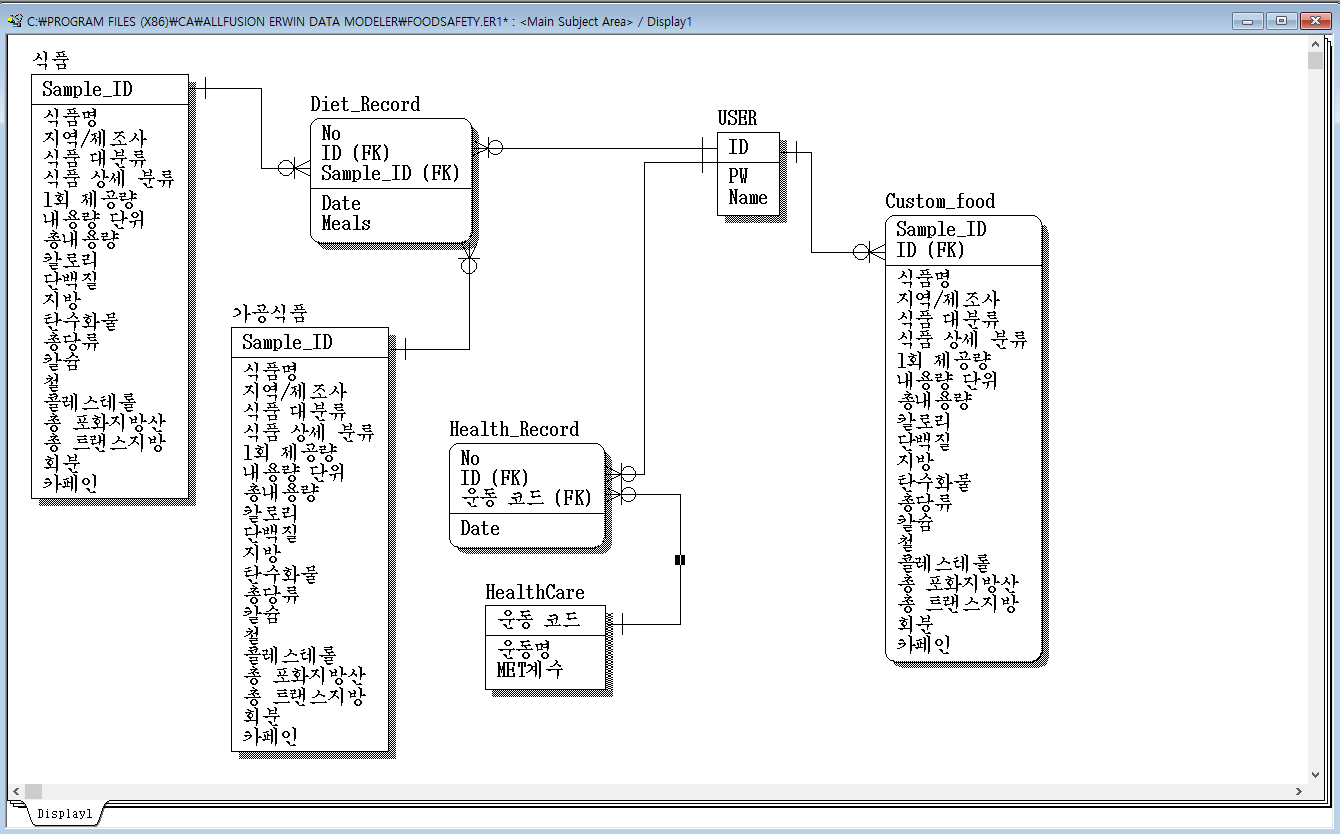 C:₩PROGRAM FILES (X86)₩CA₩ALLFUSION ERWIN DATA MODELER₩FOODSAFETY.ER1* : <Main Subject Area> / Display1
식품
Sample_ID
식품명
지역/제조사
식품 대분류
식품 상세 분류
1회 제공량
내용량 단위
총내용량
칼로리
단백질
지방
탄수화물
총당류
칼슘
철
콜레스테롤
총 포화지방산
총 트랜스지방
회분
카페인
Diet_Record
No
ID (FK)
Sample_ID (FK)
Date
Meals
가공식품
Sample_ID
식품명
지역/제조사
식품 대분류
식품 상세 분류
1회 제공량
내용량 단위
총내용량
칼로리
단백질
지방
탄수화물
총당류
칼슘
철
콜레스테롤
총 포화지방산
총 트랜스지방
회분
카페인
USER
ID
PW
Name
Health_Record
No
ID (FK)
운동 코드 (FK)
Date
HealthCare
운동 코드
운동명
MET계수
Custom_food
Sample_ID
ID (FK)
식품명
지역/제조사
식품 대분류
식품 상세 분류
1회 제공량
내용량 단위
총내용량
칼로리
단백질
지방
탄수화물
총당류
칼슘
철
콜레스테롤
총 포화지방산
총 트랜스지방
회분
카페인
Display1